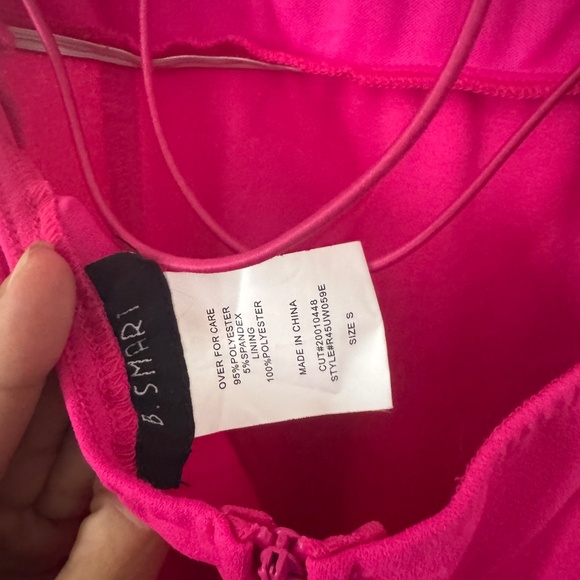 B. SMART
OVER FOR CARE
95%POLYESTER
5%SPANDEX
LINING
100%POLYESTER
MADE IN CHINA
CUT#20010448
STYLE#R45UW059E
SIZE S